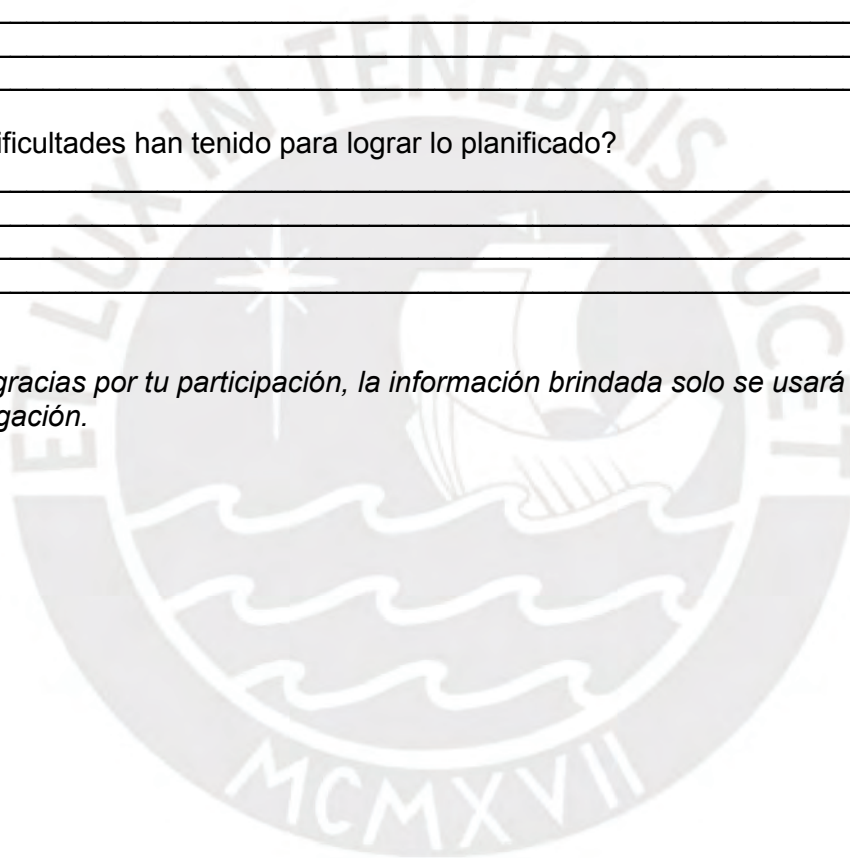 ificultades han tenido para lograr lo planificado?
gracias por tu participación, la información brindada solo se usará
gación.
ET LUX IN TENEBRIS LUCET
MCMXVII